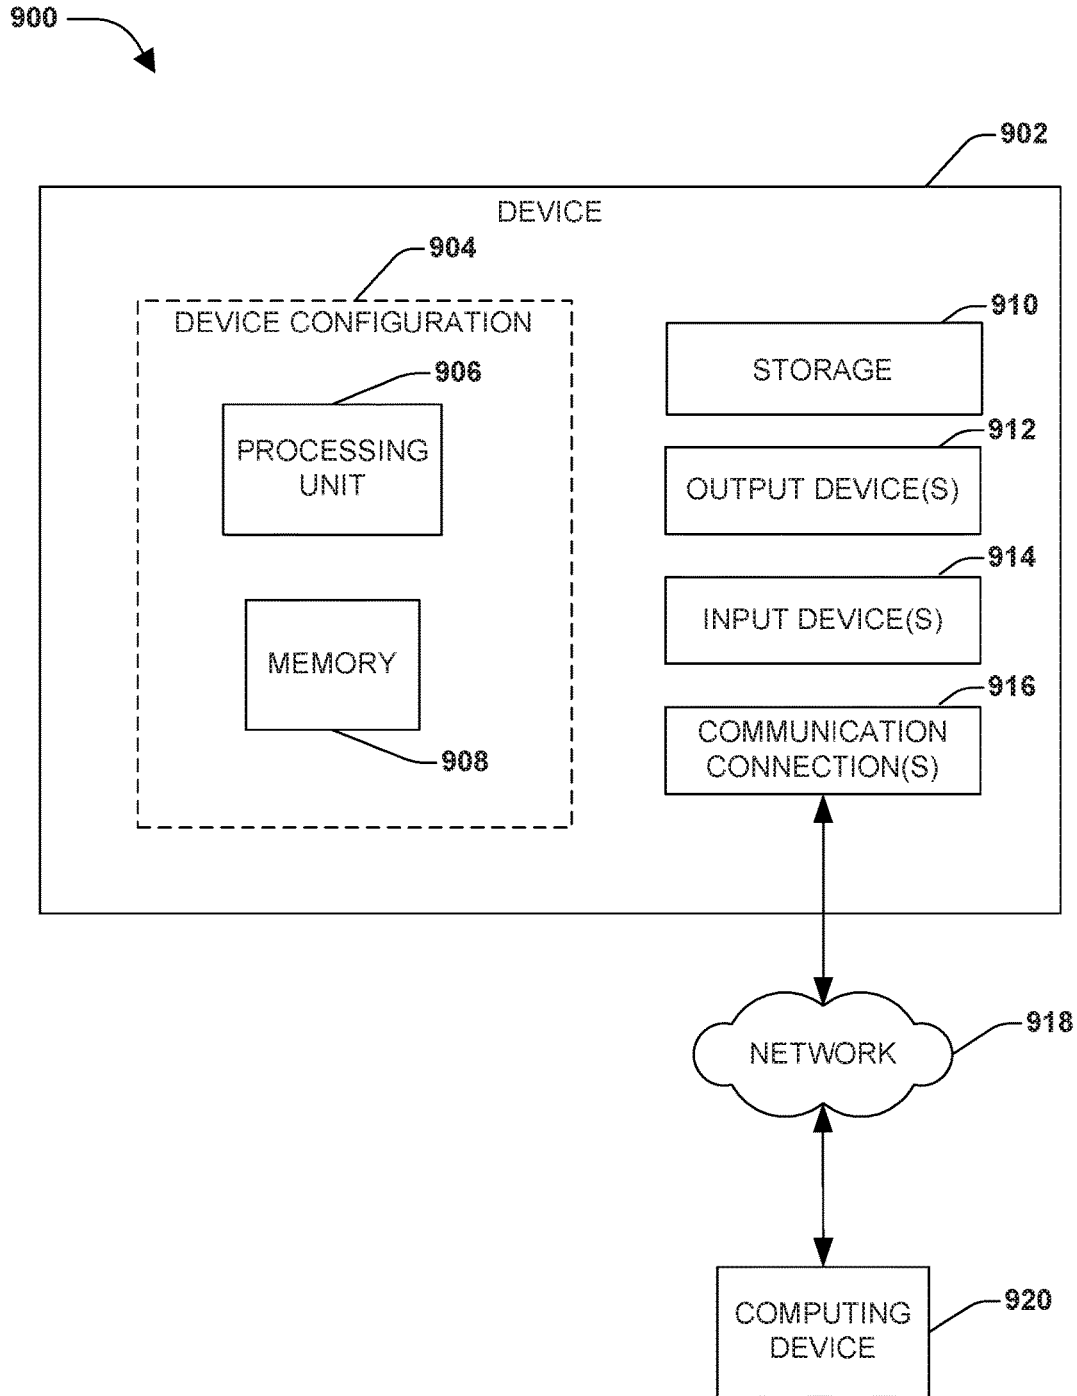 900
902
DEVICE
904
DEVICE CONFIGURATION
910
STORAGE
906
PROCESSING
UNIT
912
OUTPUT DEVICE(S)
914
INPUT DEVICE(S)
MEMORY
908
916
COMMUNICATION
CONNECTION(S)
918
NETWORK
920
COMPUTING
DEVICE